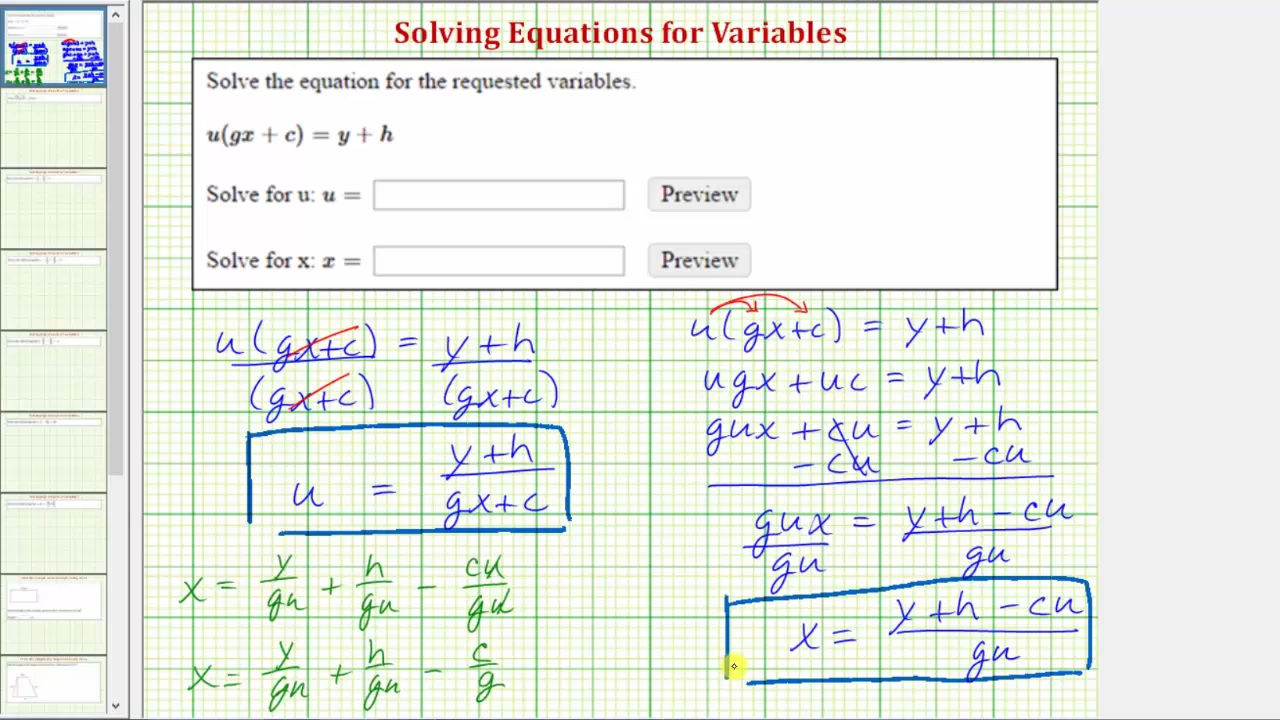 Solving Equations for Variables
Solve the equation for the requested variables.
u(gx + c) = y + h
Solve for u: u =
Preview
Solve for x: x =
Preview
u(gx+c) = y+h
(gx+c) (gx+c)
u = y+h
gx+c
x = y/gu + h/gu − cu/gu
x = y/gu + h/gu − c/g
u(gx+c) = y+h
ugx + uc = y+h
gux + cu = y+h
− cu − cu
gux = y+h − cu
gu gu
x = y+h − cu
gu